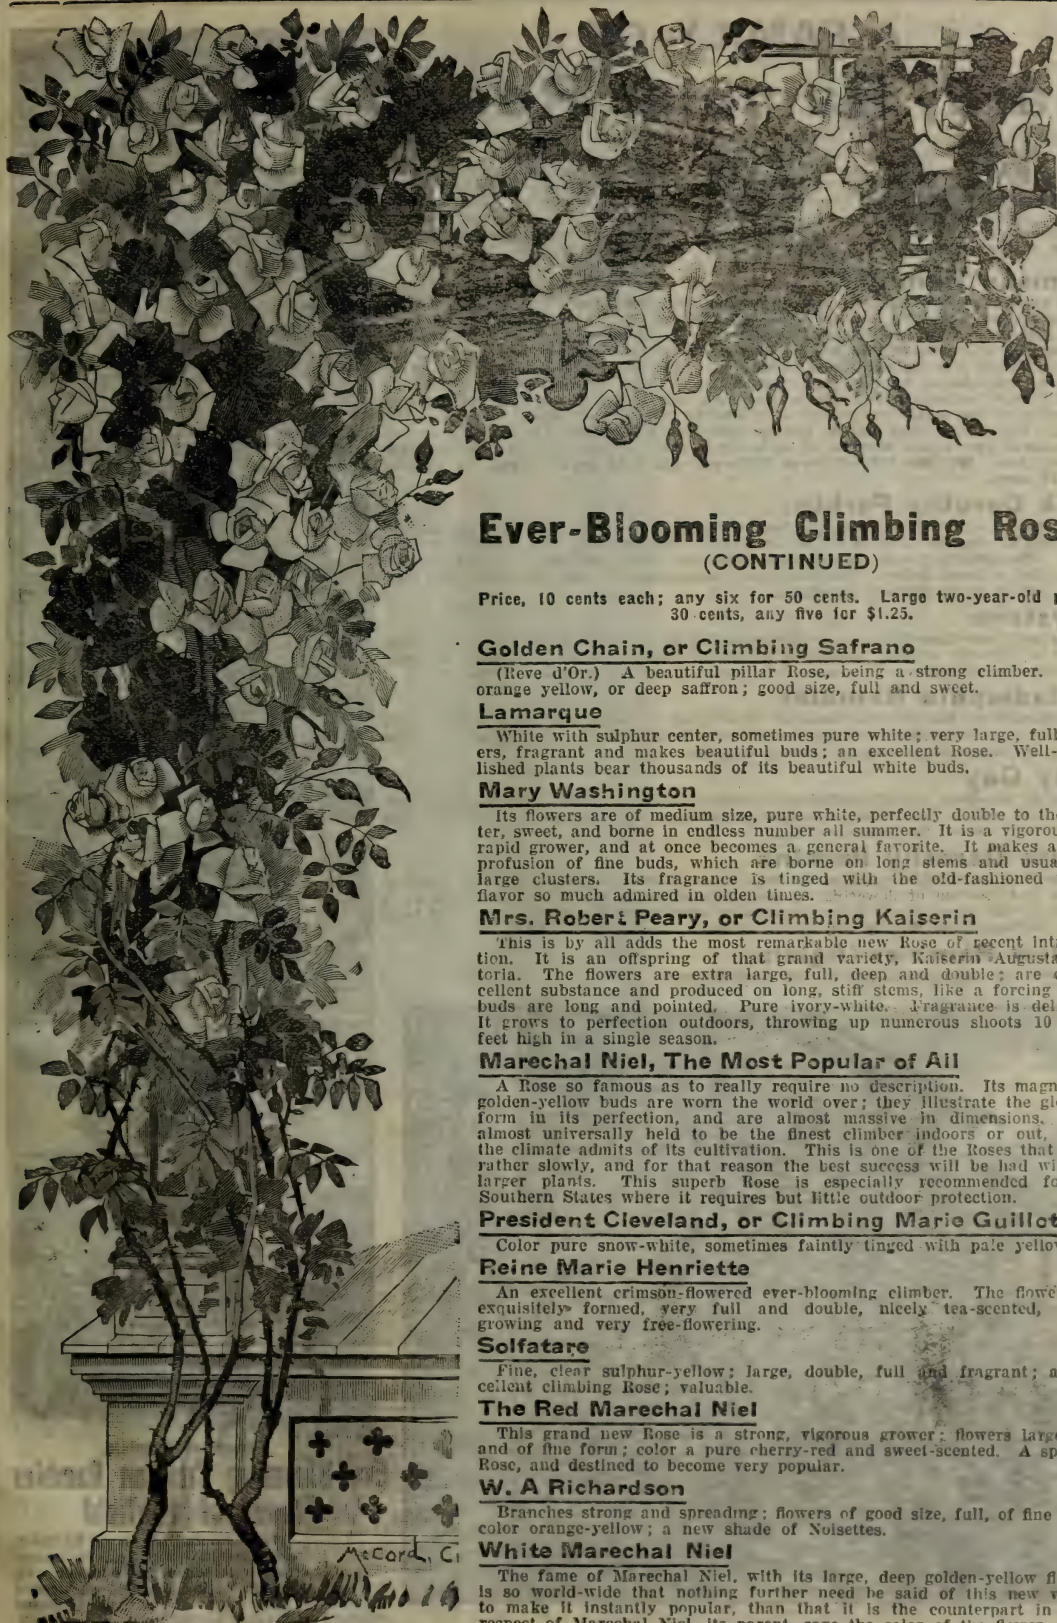 Ever-Blooming Climbing Ros
(CONTINUED)
Price, 10 cents each; any six for 50 cents. Large two-year-old
30 cents, any five for $1.25.
Golden Chain, or Climbing Safrano
(Reve d'Or.) A beautiful pillar Rose, being a strong climber.
orange yellow, or deep saffron; good size, full and sweet.
Lamarque
White with sulphur center, sometimes pure white; very large, full
ers, fragrant and makes beautiful buds; an excellent Rose. Well-
lished plants bear thousands of its beautiful white buds.
Mary Washington
Its flowers are of medium size, pure white, perfectly double to th
ter, sweet, and borne in endless number all summer. It is a vigorou
rapid grower, and at once becomes a general favorite. It makes a
profusion of fine buds, which are borne on long stems and usua
large clusters. Its fragrance is tinged with the old-fashioned
flavor so much admired in olden times.
Mrs. Robert Peary, or Climbing Kaiserin
This is by all adds the most remarkable new Rose of recent int
tion. It is an offspring of that grand variety, Kaiserin Augusta
toria. The flowers are extra large, full, deep and double; are
cellent substance and produced on long, stiff stems, like a forcing
buds are long and pointed. Pure ivory-white. Fragrance is del
It grows to perfection outdoors, throwing up numerous shoots 10
feet high in a single season.
Marechal Niel, The Most Popular of All
A Rose so famous as to really require no description. Its magn
golden-yellow buds are worn the world over; they illustrate the gl
form in its perfection, and are almost massive in dimensions.
almost universally held to be the finest climber indoors or out,
the climate admits of its cultivation. This is one of the Roses that
rather slowly, and for that reason the best success will be had wi
larger plants. This superb Rose is especially recommended fo
Southern States where it requires but little outdoor protection.
President Cleveland, or Climbing Marie Guillot
Color pure snow-white, sometimes faintly tinged with pale yellow
Reine Marie Henriette
An excellent crimson-flowered ever-blooming climber. The flowe
exquisitely formed, very full and double, nicely tea-scented,
growing and very free-flowering.
Solfatare
Fine, clear sulphur-yellow; large, double, full and fragrant; a
cellent climbing Rose; valuable.
The Red Marechal Niel
This grand new Rose is a strong, vigorous grower; flowers larg
and of fine form; color a pure cherry-red and sweet-scented. A sp
Rose, and destined to become very popular.
W. A Richardson
Branches strong and spreading; flowers of good size, full, of fine
color orange-yellow; a new shade of Noisettes.
White Marechal Niel
The fame of Marechal Niel, with its large, deep golden-yellow fl
is so world-wide that nothing further need be said of this new v
to make it instantly popular, than that it is the counterpart in
McCord, Ci